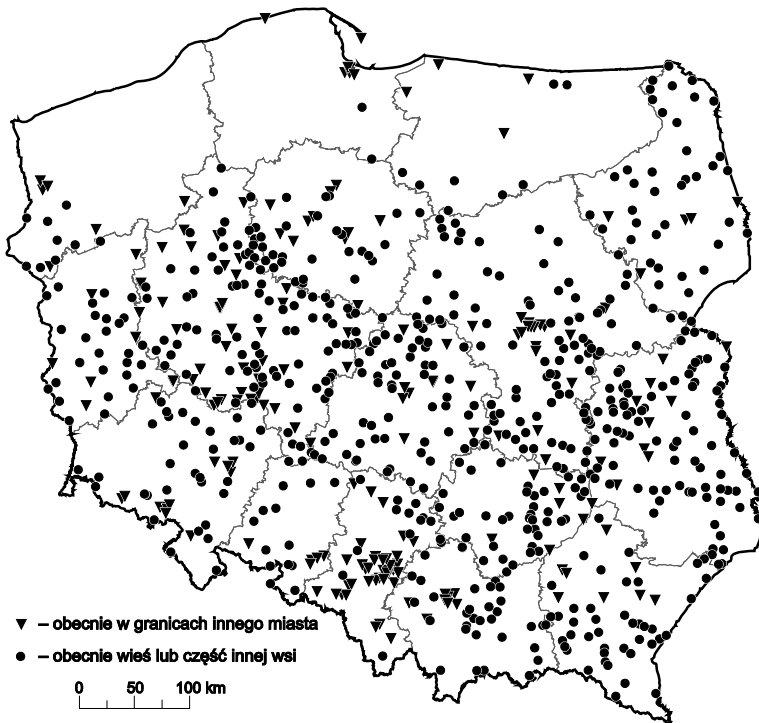 – obecnie w granicach innego miasta
– obecnie wieś lub część innej wsi
0 50 100 km